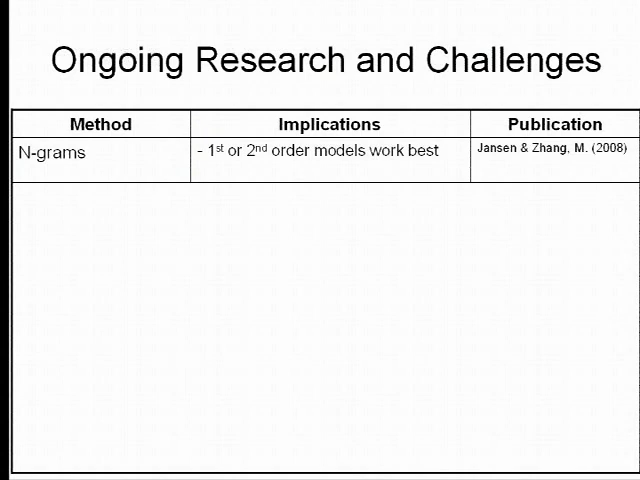 Ongoing Research and Challenges
Method Implications Publication
N-grams - 1st or 2nd order models work best Jansen & Zhang, M. (2008)